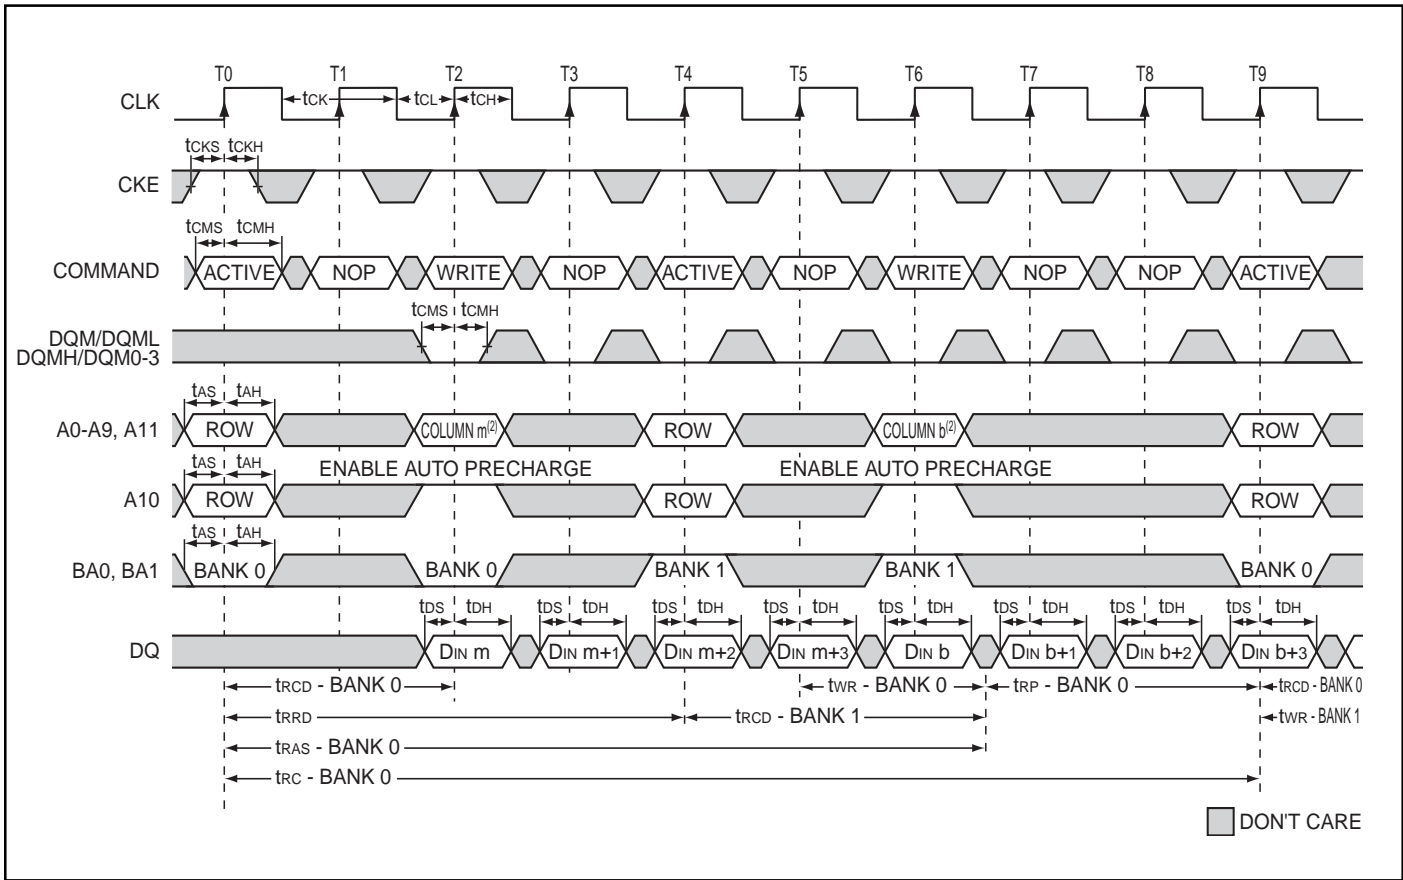 T0 T1 T2 T3 T4 T5 T6 T7 T8 T9
CLK tCK tCL tCH
tCKS tCKH
CKE
tCMS tCMH
COMMAND ACTIVE NOP WRITE NOP ACTIVE NOP WRITE NOP NOP ACTIVE
tCMS tCMH
DQM/DQML
DQMH/DQM0-3
tAS tAH
A0-A9, A11 ROW COLUMN m(2) ROW COLUMN b(2) ROW
tAS tAH ENABLE AUTO PRECHARGE ENABLE AUTO PRECHARGE
A10 ROW ROW ROW
tAS tAH
BA0, BA1 BANK 0 BANK 0 BANK 1 BANK 1 BANK 0
tDS tDH tDS tDH tDS tDH tDS tDH tDS tDH tDS tDH tDS tDH tDS tDH
DQ DIN m DIN m+1 DIN m+2 DIN m+3 DIN b DIN b+1 DIN b+2 DIN b+3
tRCD - BANK 0 tWR - BANK 0 tRP - BANK 0 tRCD - BANK 0
tRRD tRCD - BANK 1 tWR - BANK 1
tRAS - BANK 0
tRC - BANK 0
DON'T CARE